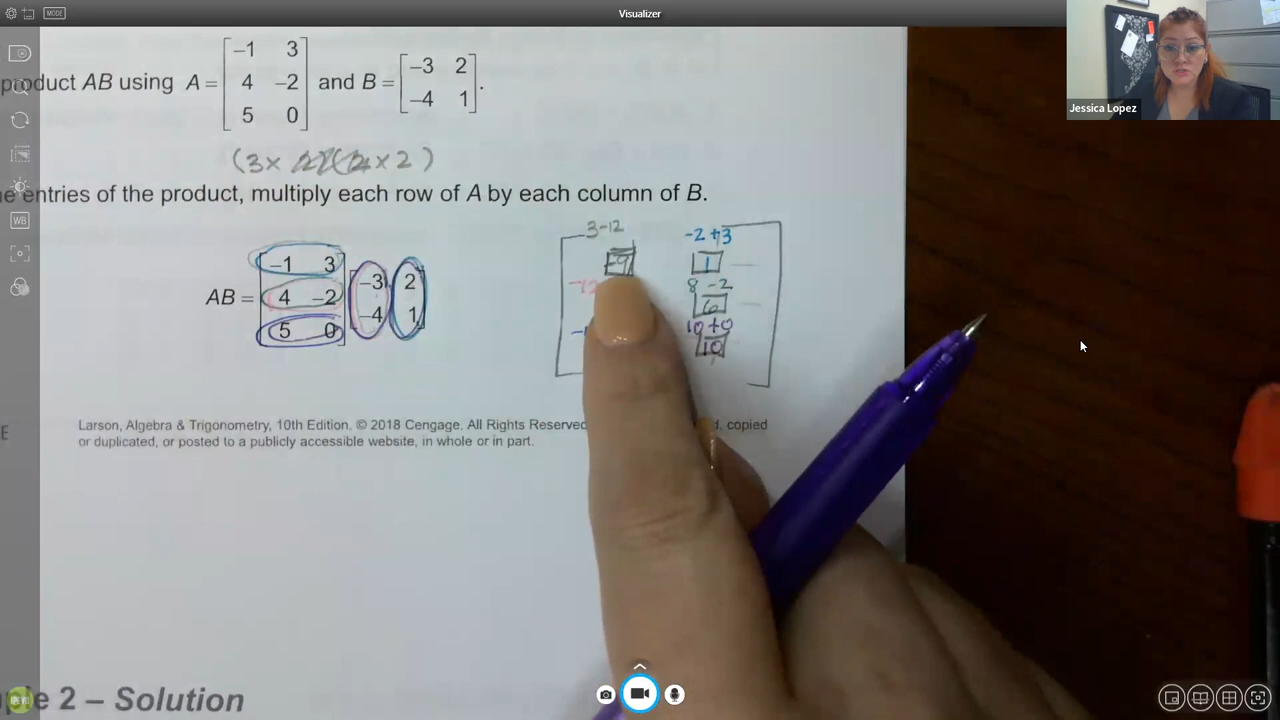 MODE
Visualizer
Jessica Lopez
product AB using A = [ −1 3 4 −2 5 0 ] and B = [ −3 2 −4 1 ].
(3 × 2)(2 × 2)
e entries of the product, multiply each row of A by each column of B.
3 -12 -2 +3
-9 1
AB = [ −1 3 4 −2 5 0 ] [ −3 2 −4 1 ]
-12 8 -2
6
10 +0
10
Larson, Algebra & Trigonometry, 10th Edition. © 2018 Cengage. All Rights Reserved d, copied
or duplicated, or posted to a publicly accessible website, in whole or in part.
E
ple 2 – Solution
WB